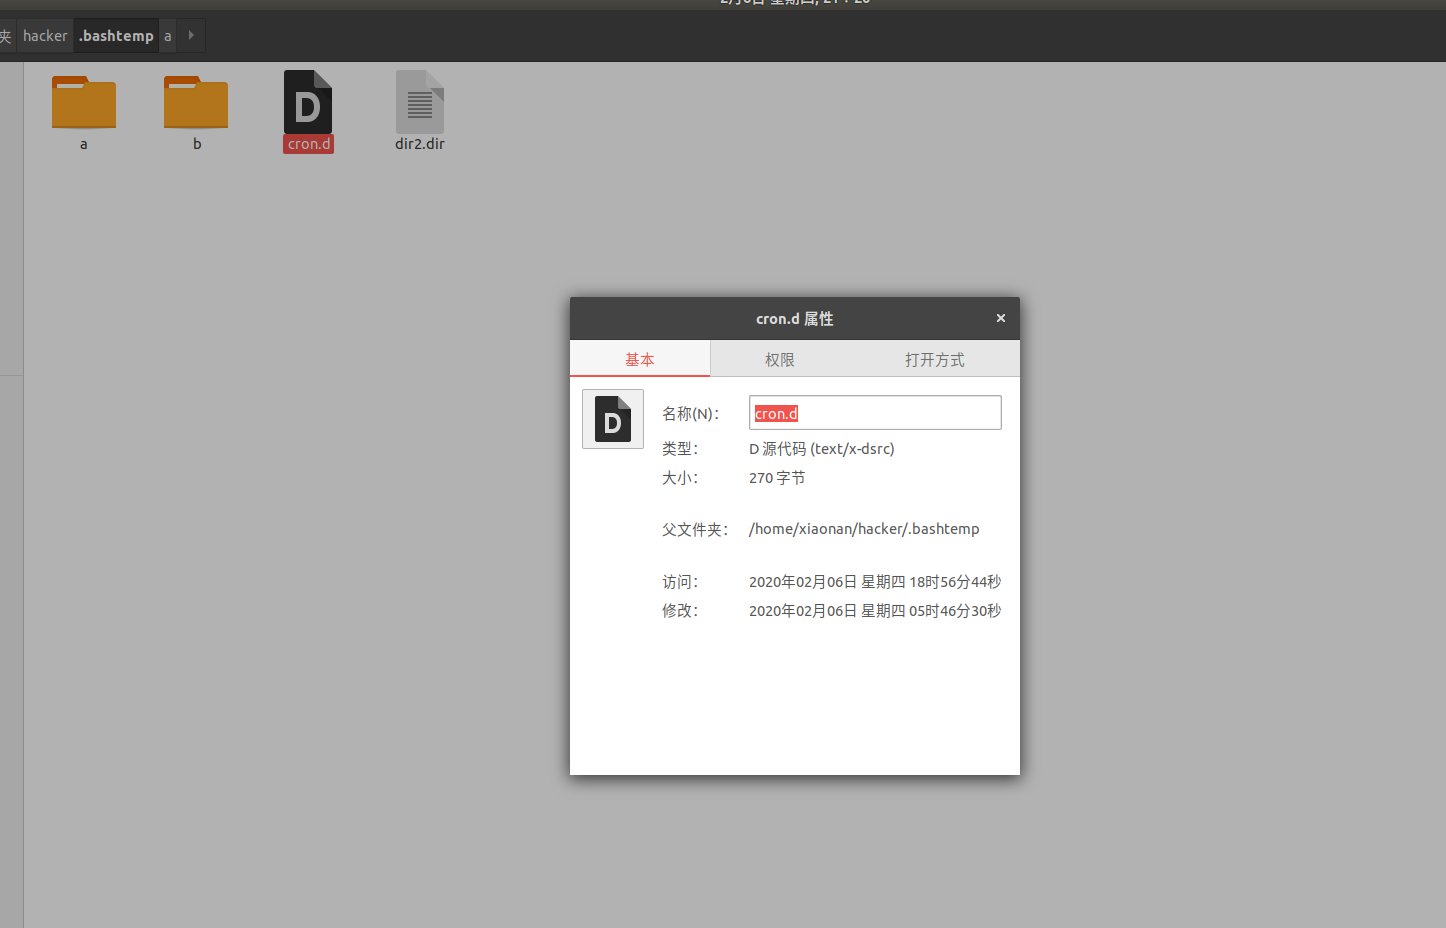 夹 hacker .bashtemp a
a b cron.d dir2.dir
cron.d 属性
基本 权限 打开方式
名称(N)： cron.d
类型： D 源代码 (text/x-dsrc)
大小： 270 字节
父文件夹： /home/xiaonan/hacker/.bashtemp
访问： 2020年02月06日 星期四 18时56分44秒
修改： 2020年02月06日 星期四 05时46分30秒